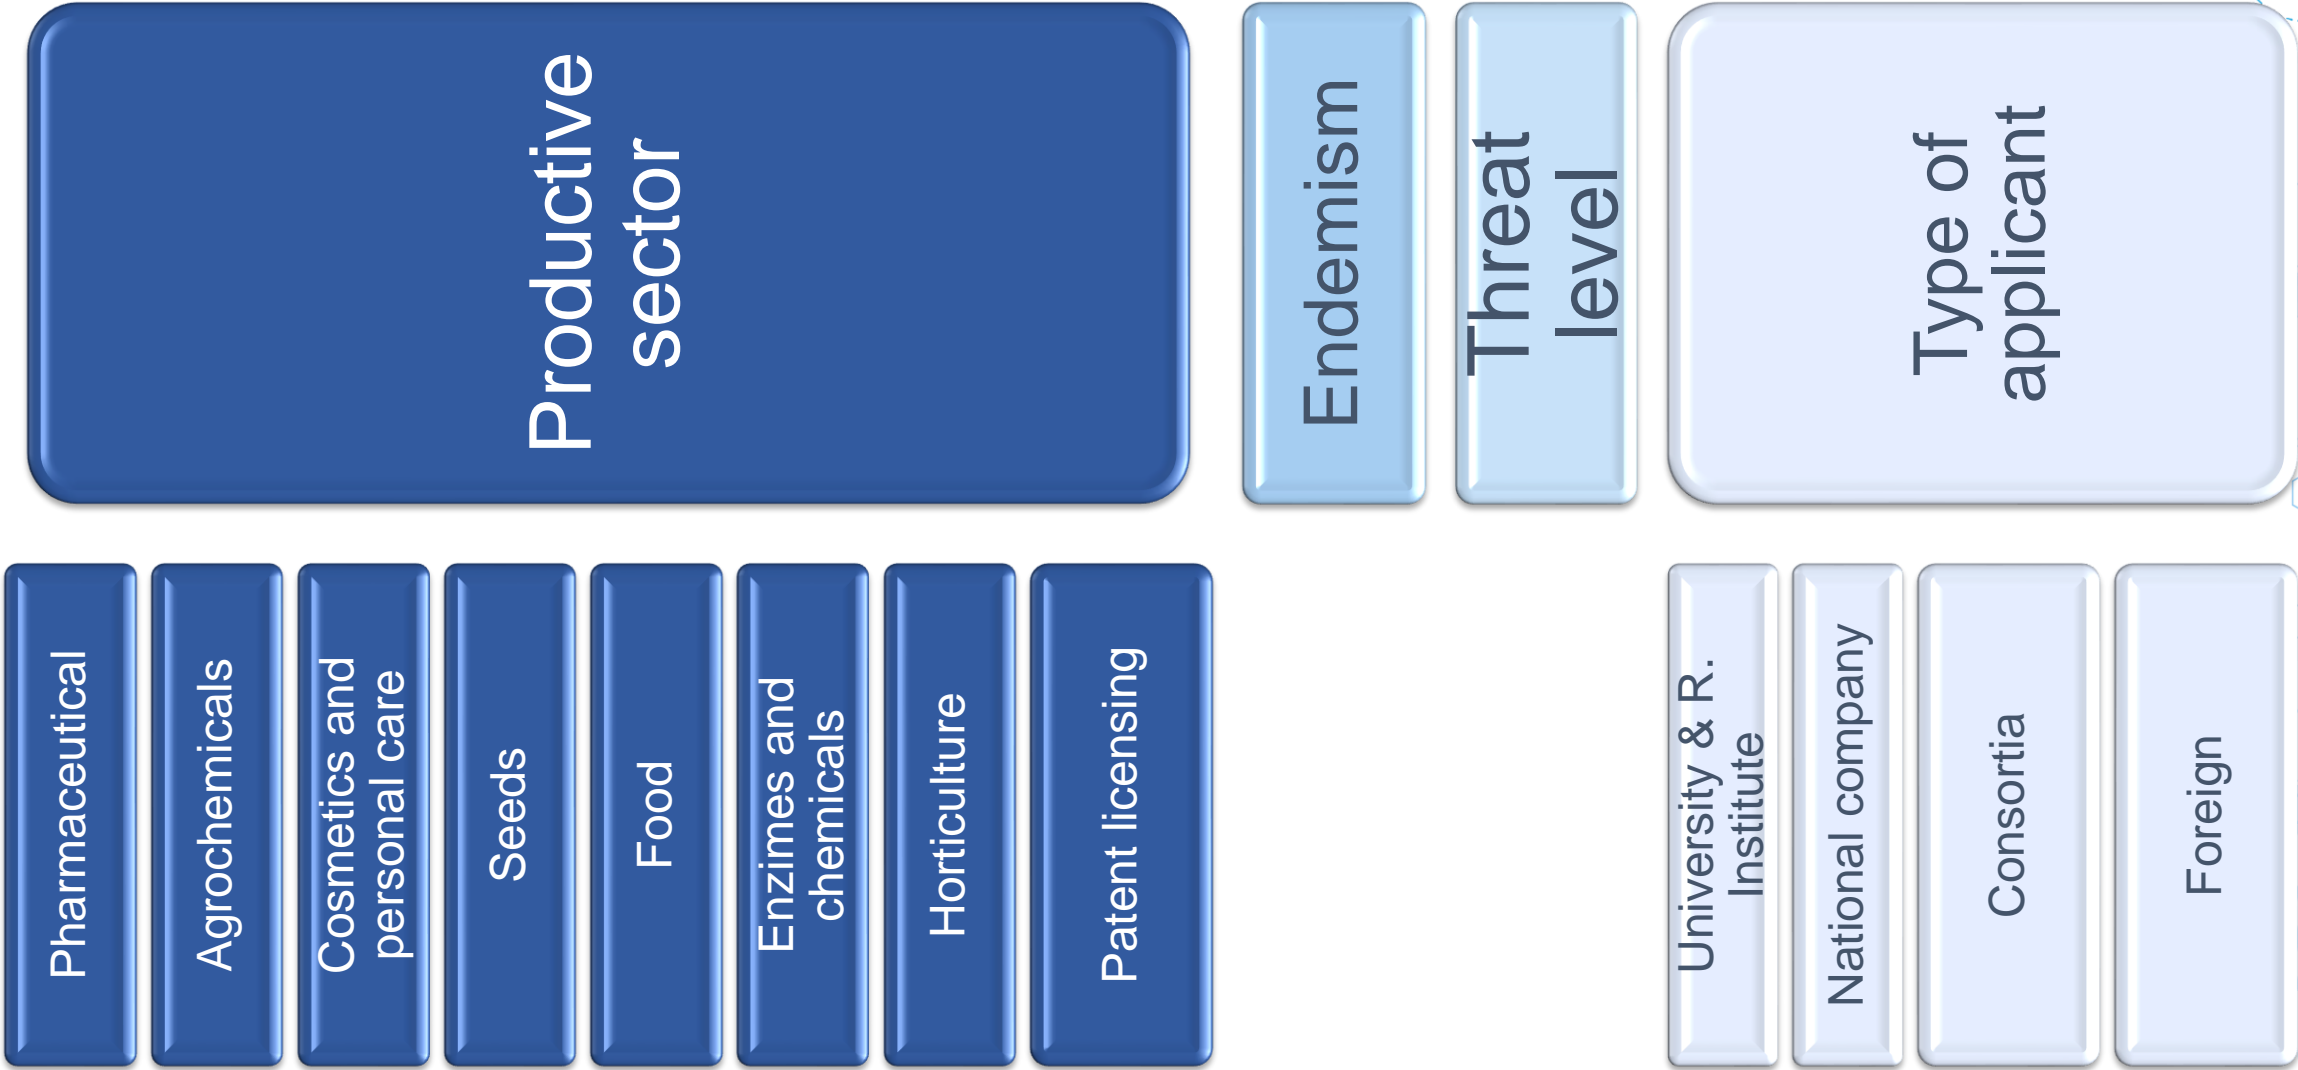 Productive
sector
Endemism
Threat
level
Type of
applicant
Pharmaceutical
Agrochemicals
Cosmetics and
personal care
Seeds
Food
Enzimes and
chemicals
Horticulture
Patent licensing
University & R.
Institute
National company
Consortia
Foreign